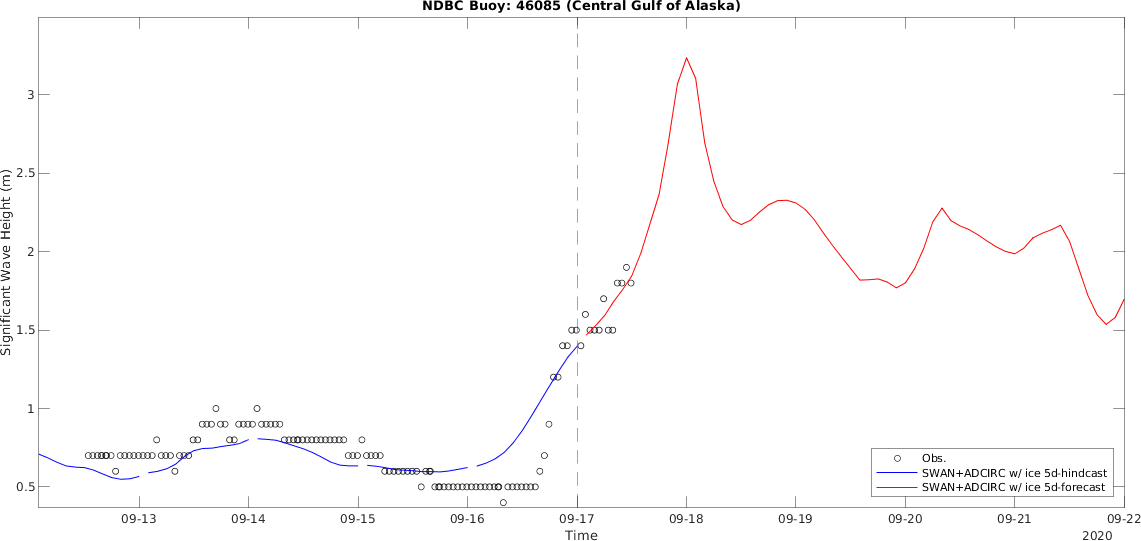 NDBC Buoy: 46085 (Central Gulf of Alaska)
Significant Wave Height (m)
3
2.5
2
1.5
1
0.5
Obs.
SWAN+ADCIRC w/ ice 5d-hindcast
SWAN+ADCIRC w/ ice 5d-forecast
09-13 09-14 09-15 09-16 09-17 09-18 09-19 09-20 09-21 09-22
Time
2020